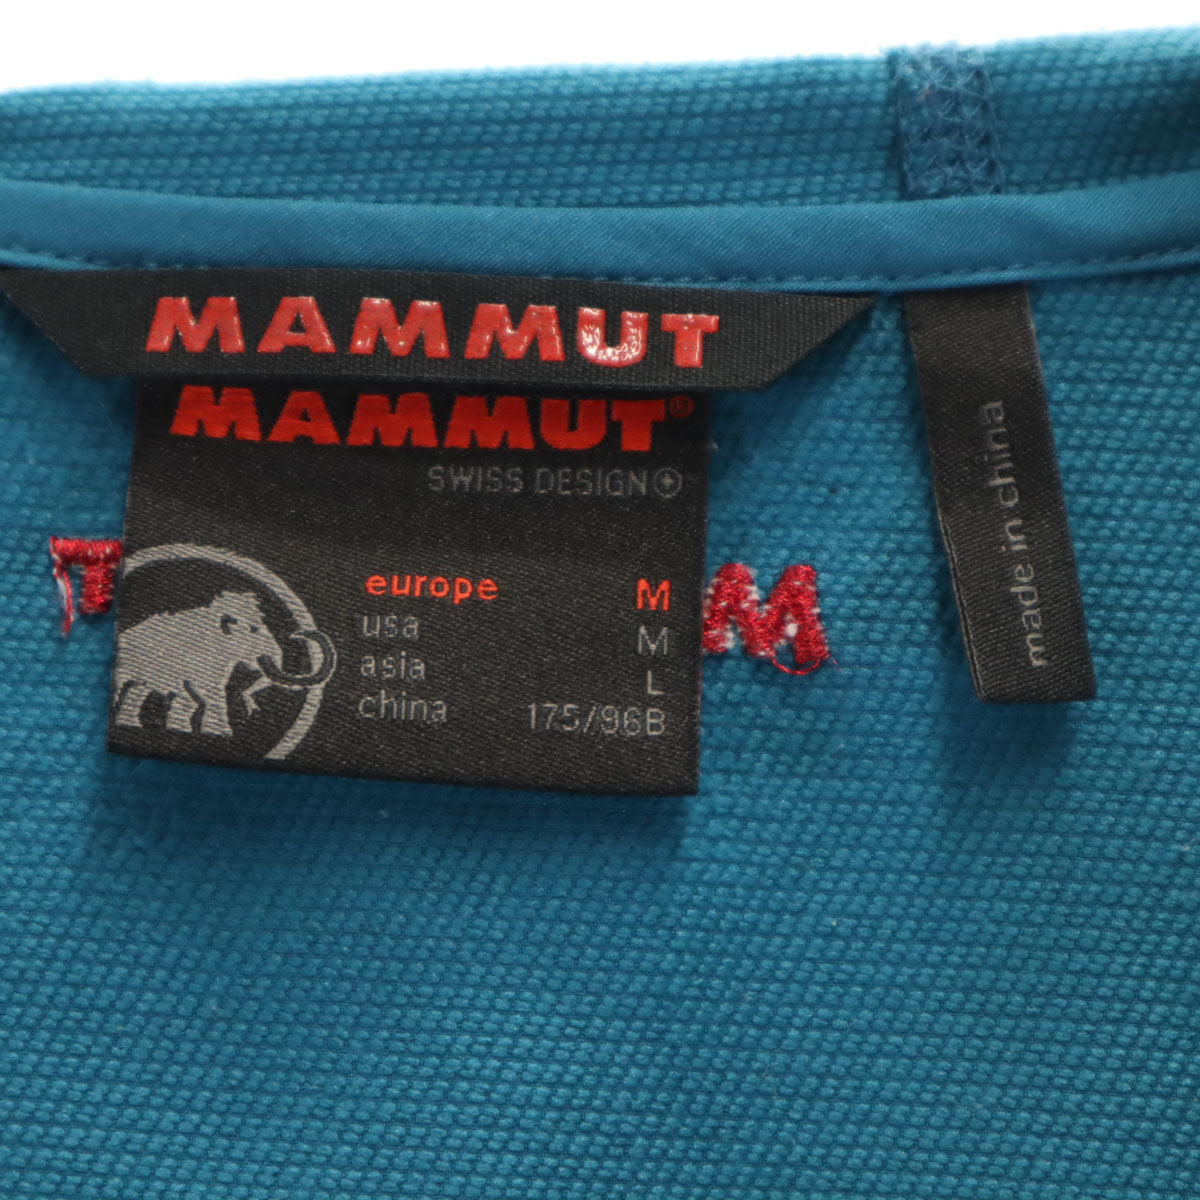 MAMMUT
MAMMUT®
SWISS DESIGN
europe M
usa M
asia L
china 175/96B
made in china